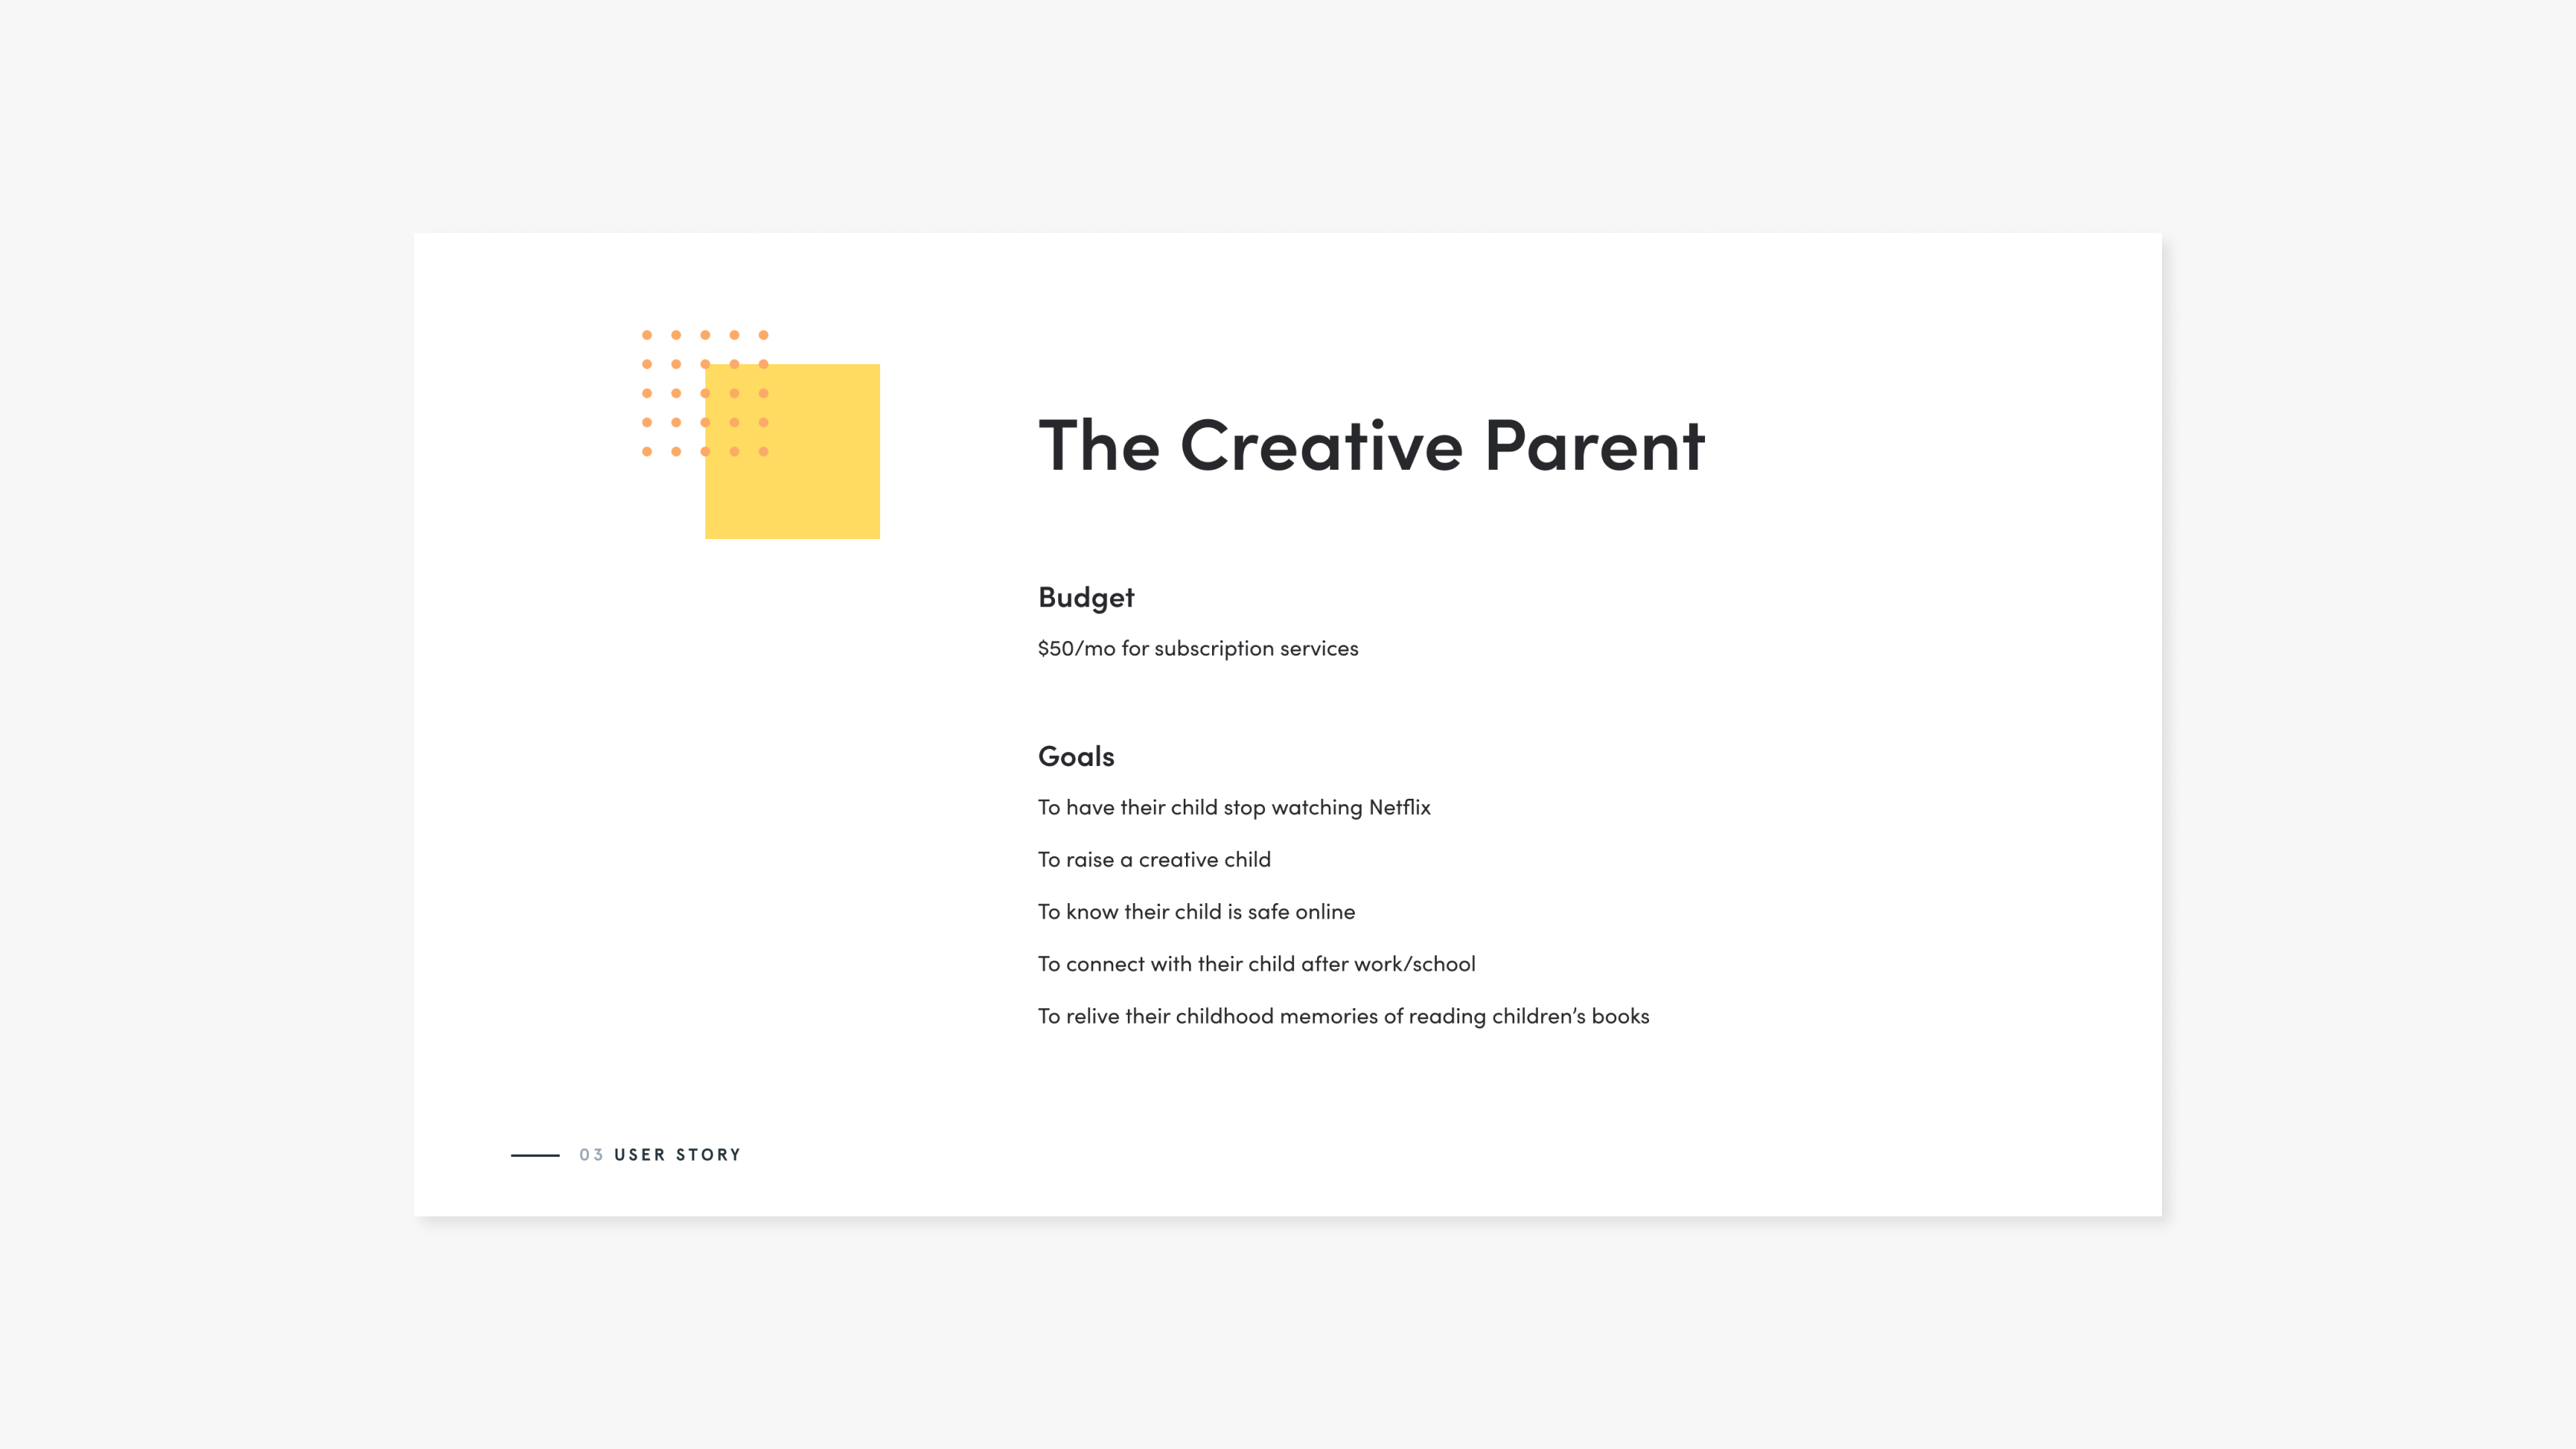 The Creative Parent
Budget
$50/mo for subscription services
Goals
To have their child stop watching Netflix
To raise a creative child
To know their child is safe online
To connect with their child after work/school
To relive their childhood memories of reading children’s books
03 USER STORY